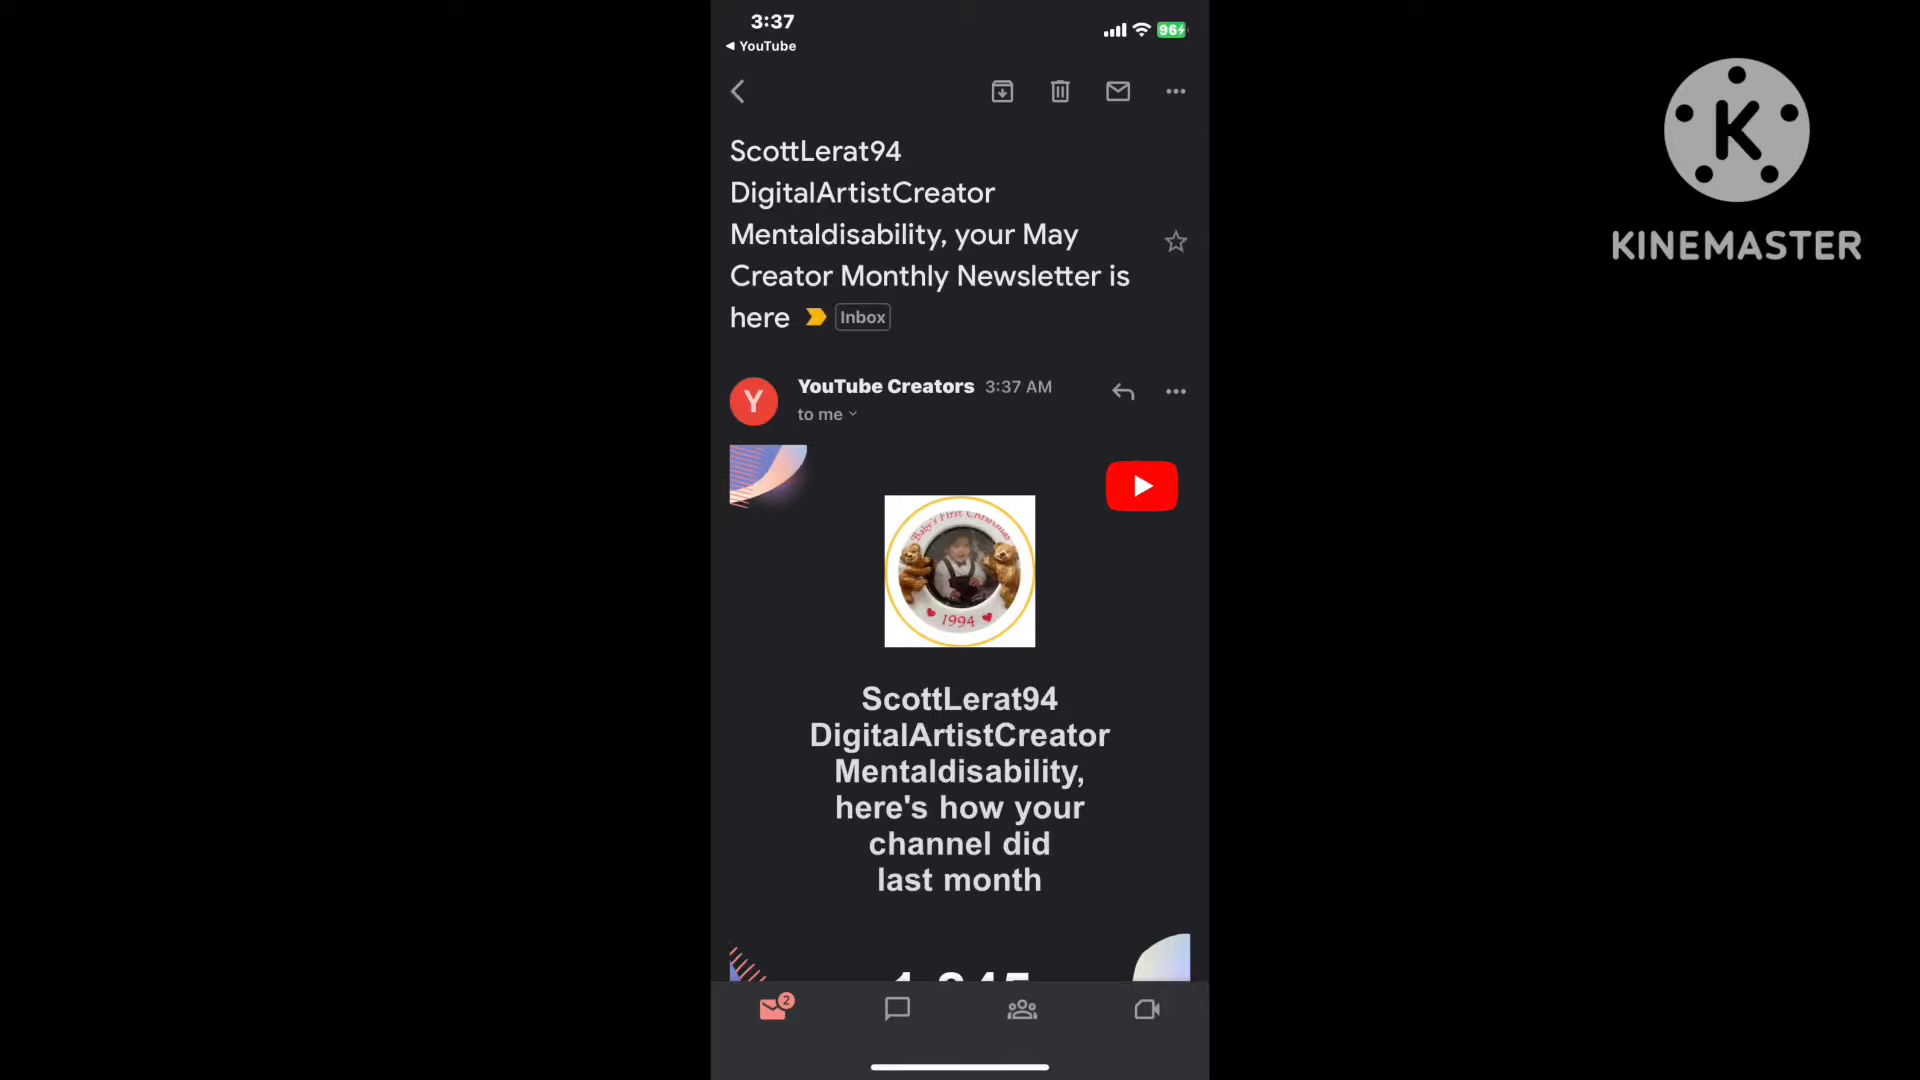 3:37
YouTube
96
KINEMASTER
K
ScottLerat94
DigitalArtistCreator
Mentaldisability, your May
Creator Monthly Newsletter is
here Inbox
Y
YouTube Creators 3:37 AM
to me
Baby's First Christmas
1994
ScottLerat94
DigitalArtistCreator
Mentaldisability,
here's how your
channel did
last month
2